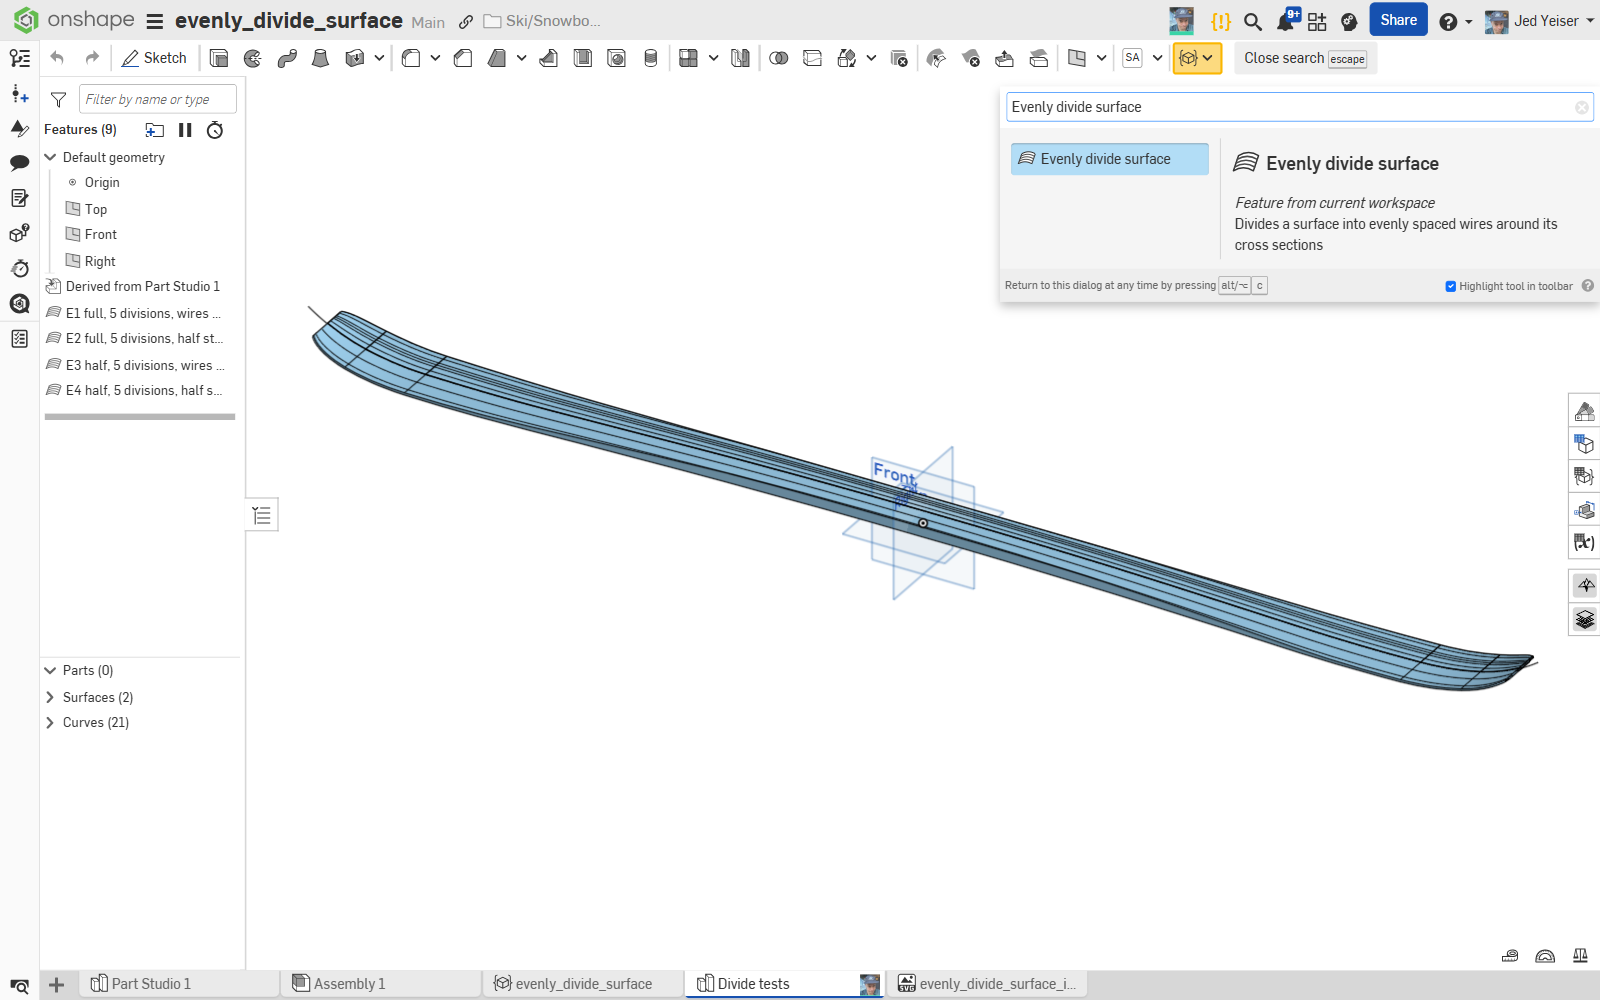 onshape
evenly_divide_surface
Main
Ski/Snowbo...
9+
Share
Jed Yeiser
Sketch
SA
Close search escape
Filter by name or type
Features (9)
Default geometry
Origin
Top
Front
Right
Derived from Part Studio 1
E1 full, 5 divisions, wires ...
E2 full, 5 divisions, half st...
E3 half, 5 divisions, wires ...
E4 half, 5 divisions, half s...
Parts (0)
Surfaces (2)
Curves (21)
Front
Evenly divide surface
Evenly divide surface
Evenly divide surface
Feature from current workspace
Divides a surface into evenly spaced wires around its
cross sections
Return to this dialog at any time by pressing alt/⌥ c
Highlight tool in toolbar
Part Studio 1
Assembly 1
evenly_divide_surface
Divide tests
SVG
evenly_divide_surface_i...